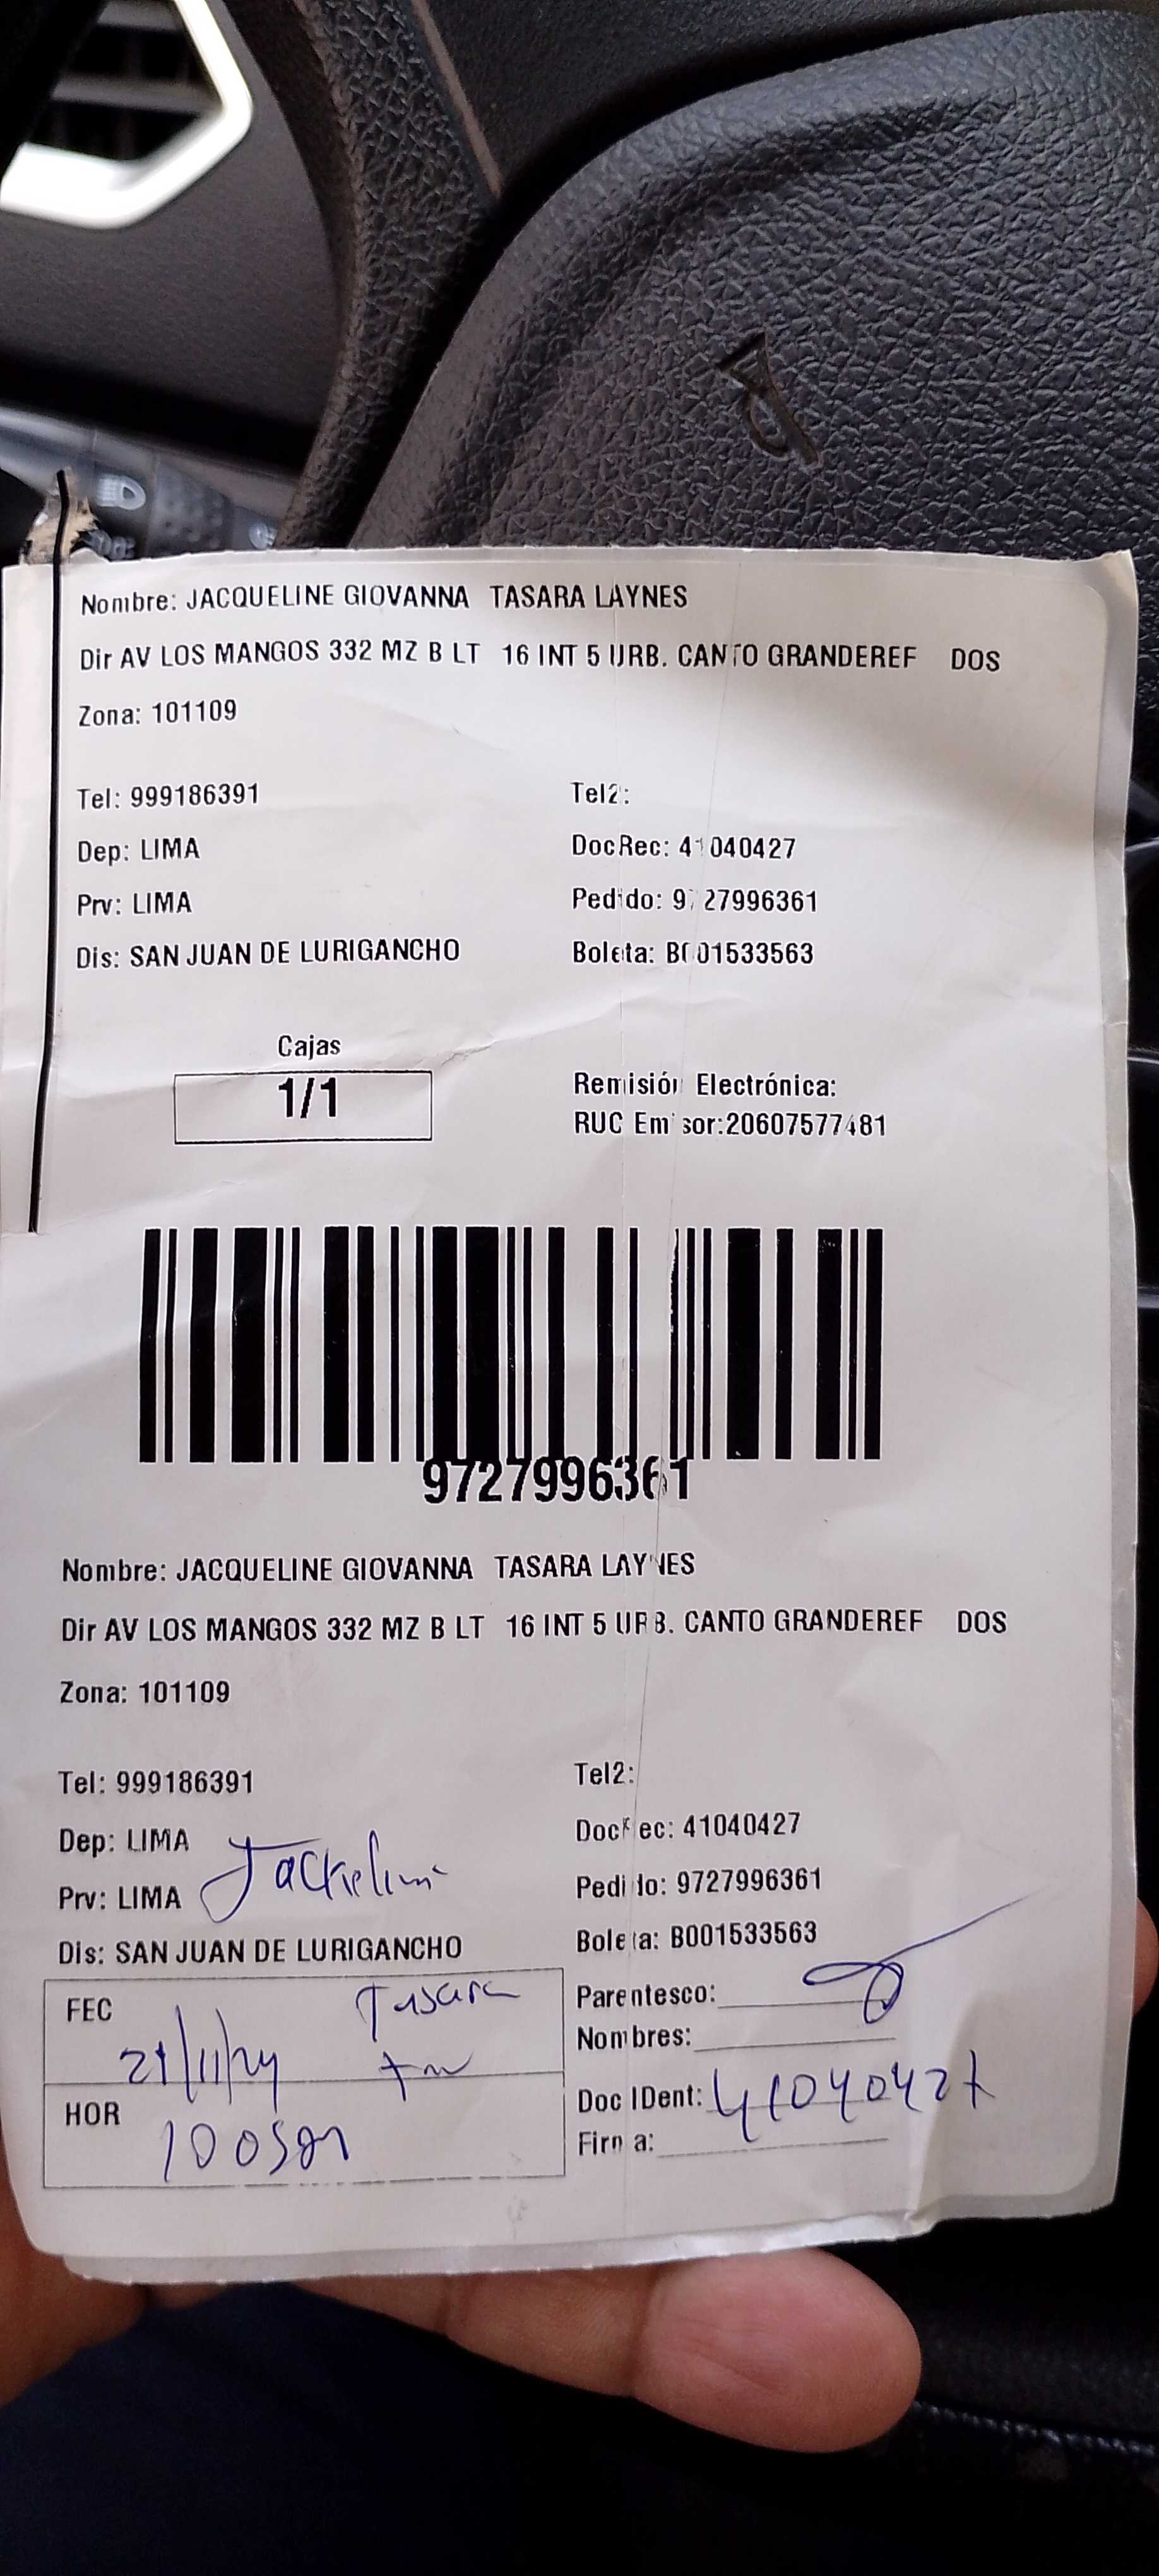 Nombre: JACQUELINE GIOVANNA TASARA LAYNES
Dir AV LOS MANGOS 332 MZ B LT 16 INT 5 URB. CANTO GRANDEREF DOS
Zona: 101109
Tel: 999186391 Tel2:
Dep: LIMA DocRec: 41040427
Prv: LIMA Pedido: 9727996361
Dis: SAN JUAN DE LURIGANCHO Boleta: B001533563
Cajas
1/1
Remisión Electrónica:
RUC Emisor:20607577481
9727996361
Nombre: JACQUELINE GIOVANNA TASARA LAYNES
Dir AV LOS MANGOS 332 MZ B LT 16 INT 5 URB. CANTO GRANDEREF DOS
Zona: 101109
Tel: 999186391 Tel2:
Dep: LIMA DocRec: 41040427
Jackelin
Prv: LIMA Pedido: 9727996361
Dis: SAN JUAN DE LURIGANCHO Boleta: B001533563
FEC 21/11/24 Tasara
Parentesco:
Nombres:
HOR
Doc IDent: 41040427
Firma: